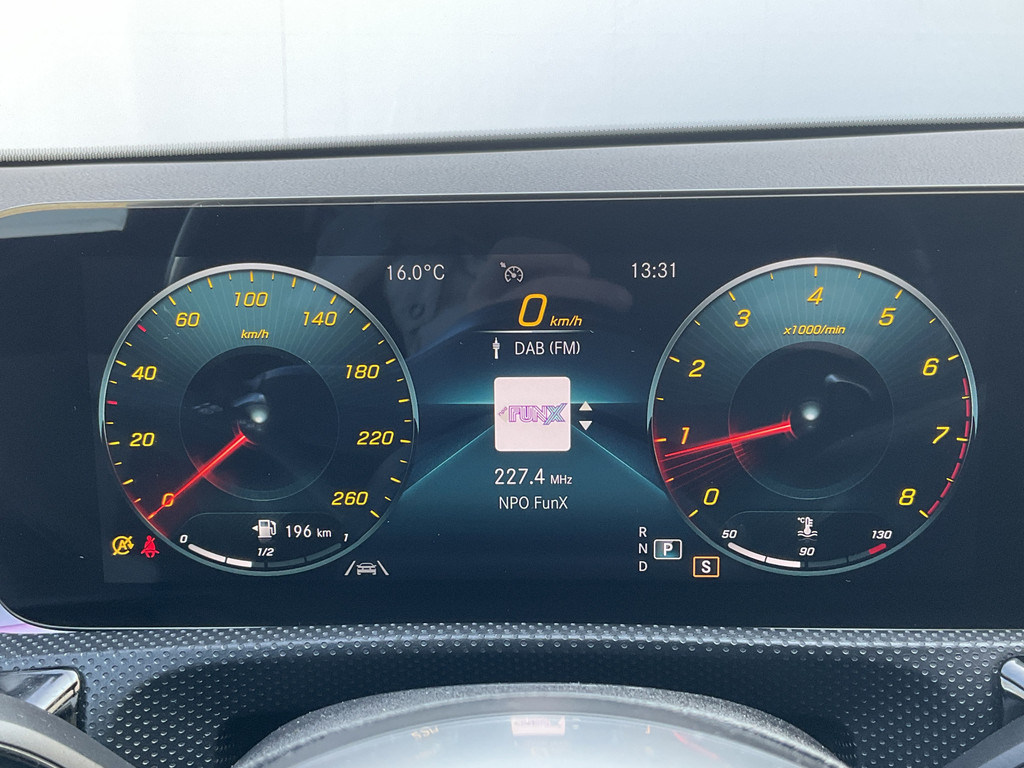 16.0°C
13:31
0 km/h
DAB (FM)
FUNX
227.4 MHz
NPO FunX
0
20
40
60
100
140
180
220
260
km/h
196 km
0
1/2
1
A
0
1
2
3
4
5
6
7
8
x1000/min
°C
50
90
130
R
N P
D
S